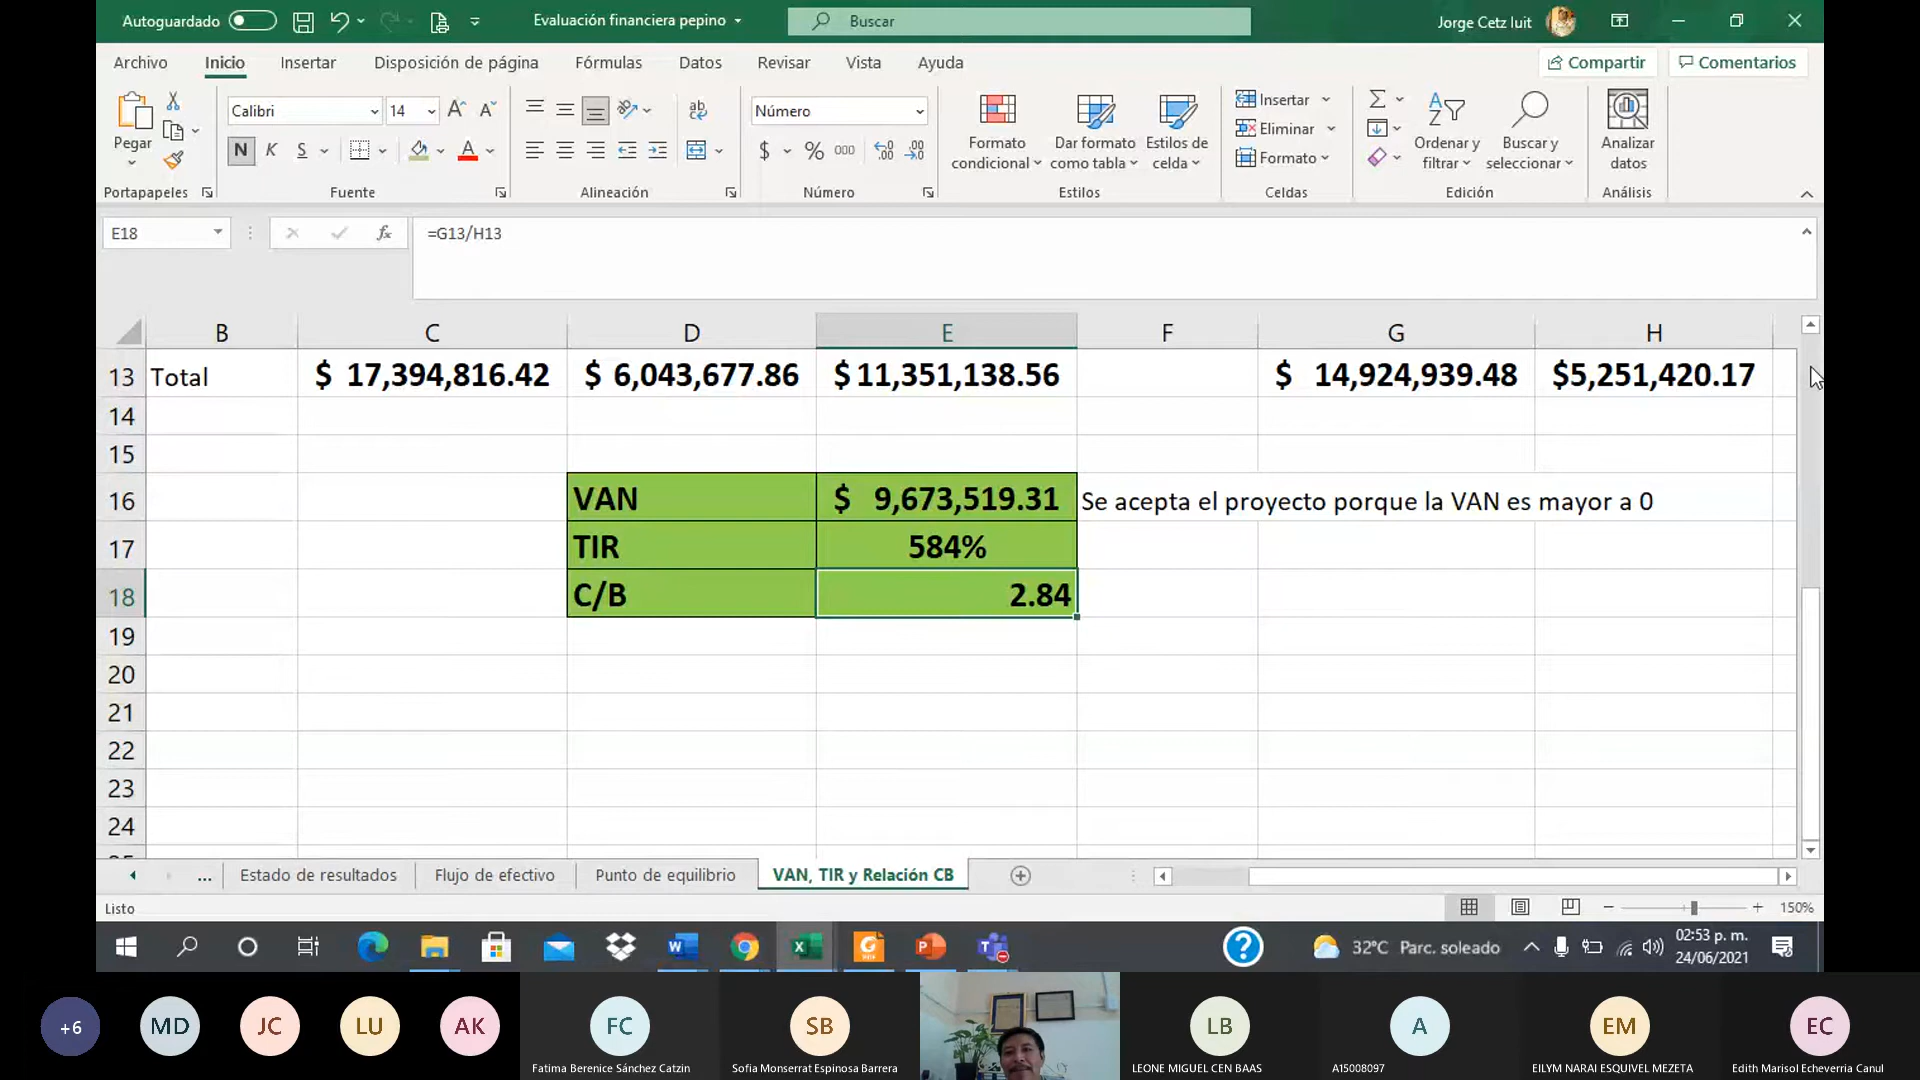 Autoguardado
Evaluación financiera pepino
Buscar
Jorge Cetz luit
Archivo Inicio Insertar Disposición de página Fórmulas Datos Revisar Vista Ayuda
Compartir Comentarios
Pegar
Calibri 14
N K S
Número
$ % 000
Formato condicional
Dar formato como tabla
Estilos de celda
Insertar
Eliminar
Formato
Ordenar y filtrar
Buscar y seleccionar
Analizar datos
Portapapeles Fuente Alineación Número Estilos Celdas Edición Análisis
E18 fx =G13/H13
B C D E F G H
13 Total $ 17,394,816.42 $ 6,043,677.86 $ 11,351,138.56 $ 14,924,939.48 $5,251,420.17
14
15
16 VAN $ 9,673,519.31 Se acepta el proyecto porque la VAN es mayor a 0
17 TIR 584%
18 C/B 2.84
19
20
21
22
23
24
... Estado de resultados Flujo de efectivo Punto de equilibrio VAN, TIR y Relación CB
Listo
150%
32°C Parc. soleado
02:53 p. m.
24/06/2021
+6 MD JC LU AK FC SB LB A EM EC
Fatima Berenice Sánchez Catzin
Sofia Monserrat Espinosa Barrera
LEONE MIGUEL CEN BAAS
A15008097
EILYM NARAI ESQUIVEL MEZETA
Edith Marisol Echeverria Canul